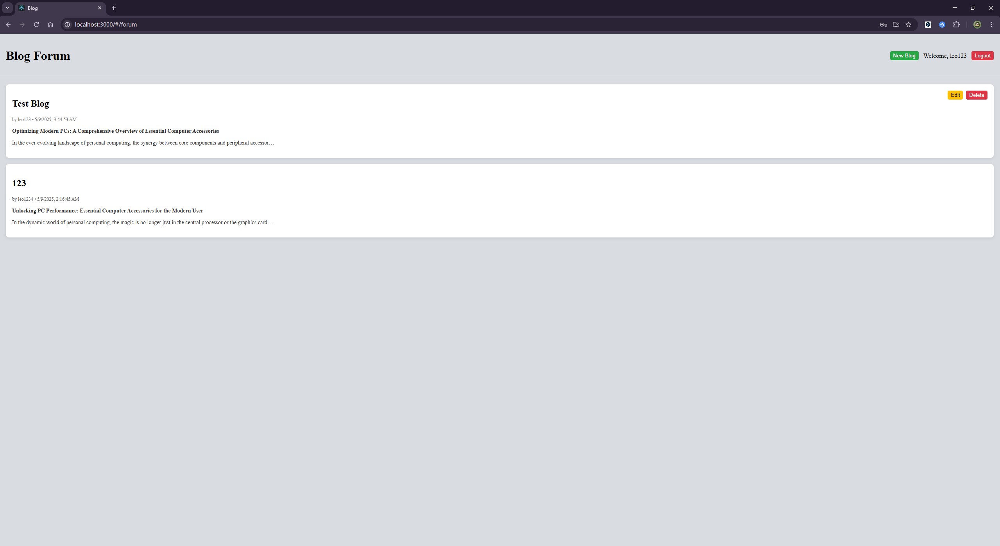 Blog
localhost:3000/#/forum
Blog Forum
New Blog Welcome, leo123 Logout
Edit Delete
Test Blog
by leo123 • 5/9/2025, 3:44:53 AM
Optimizing Modern PCs: A Comprehensive Overview of Essential Computer Accessories
In the ever-evolving landscape of personal computing, the synergy between core components and peripheral accessor…
123
by leo1234 • 5/9/2025, 2:16:45 AM
Unlocking PC Performance: Essential Computer Accessories for the Modern User
In the dynamic world of personal computing, the magic is no longer just in the central processor or the graphics card.…